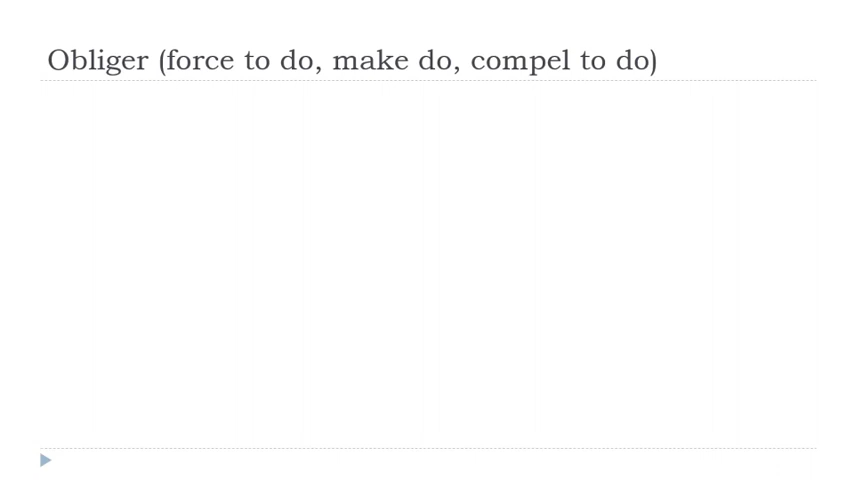 Obliger (force to do, make do, compel to do)